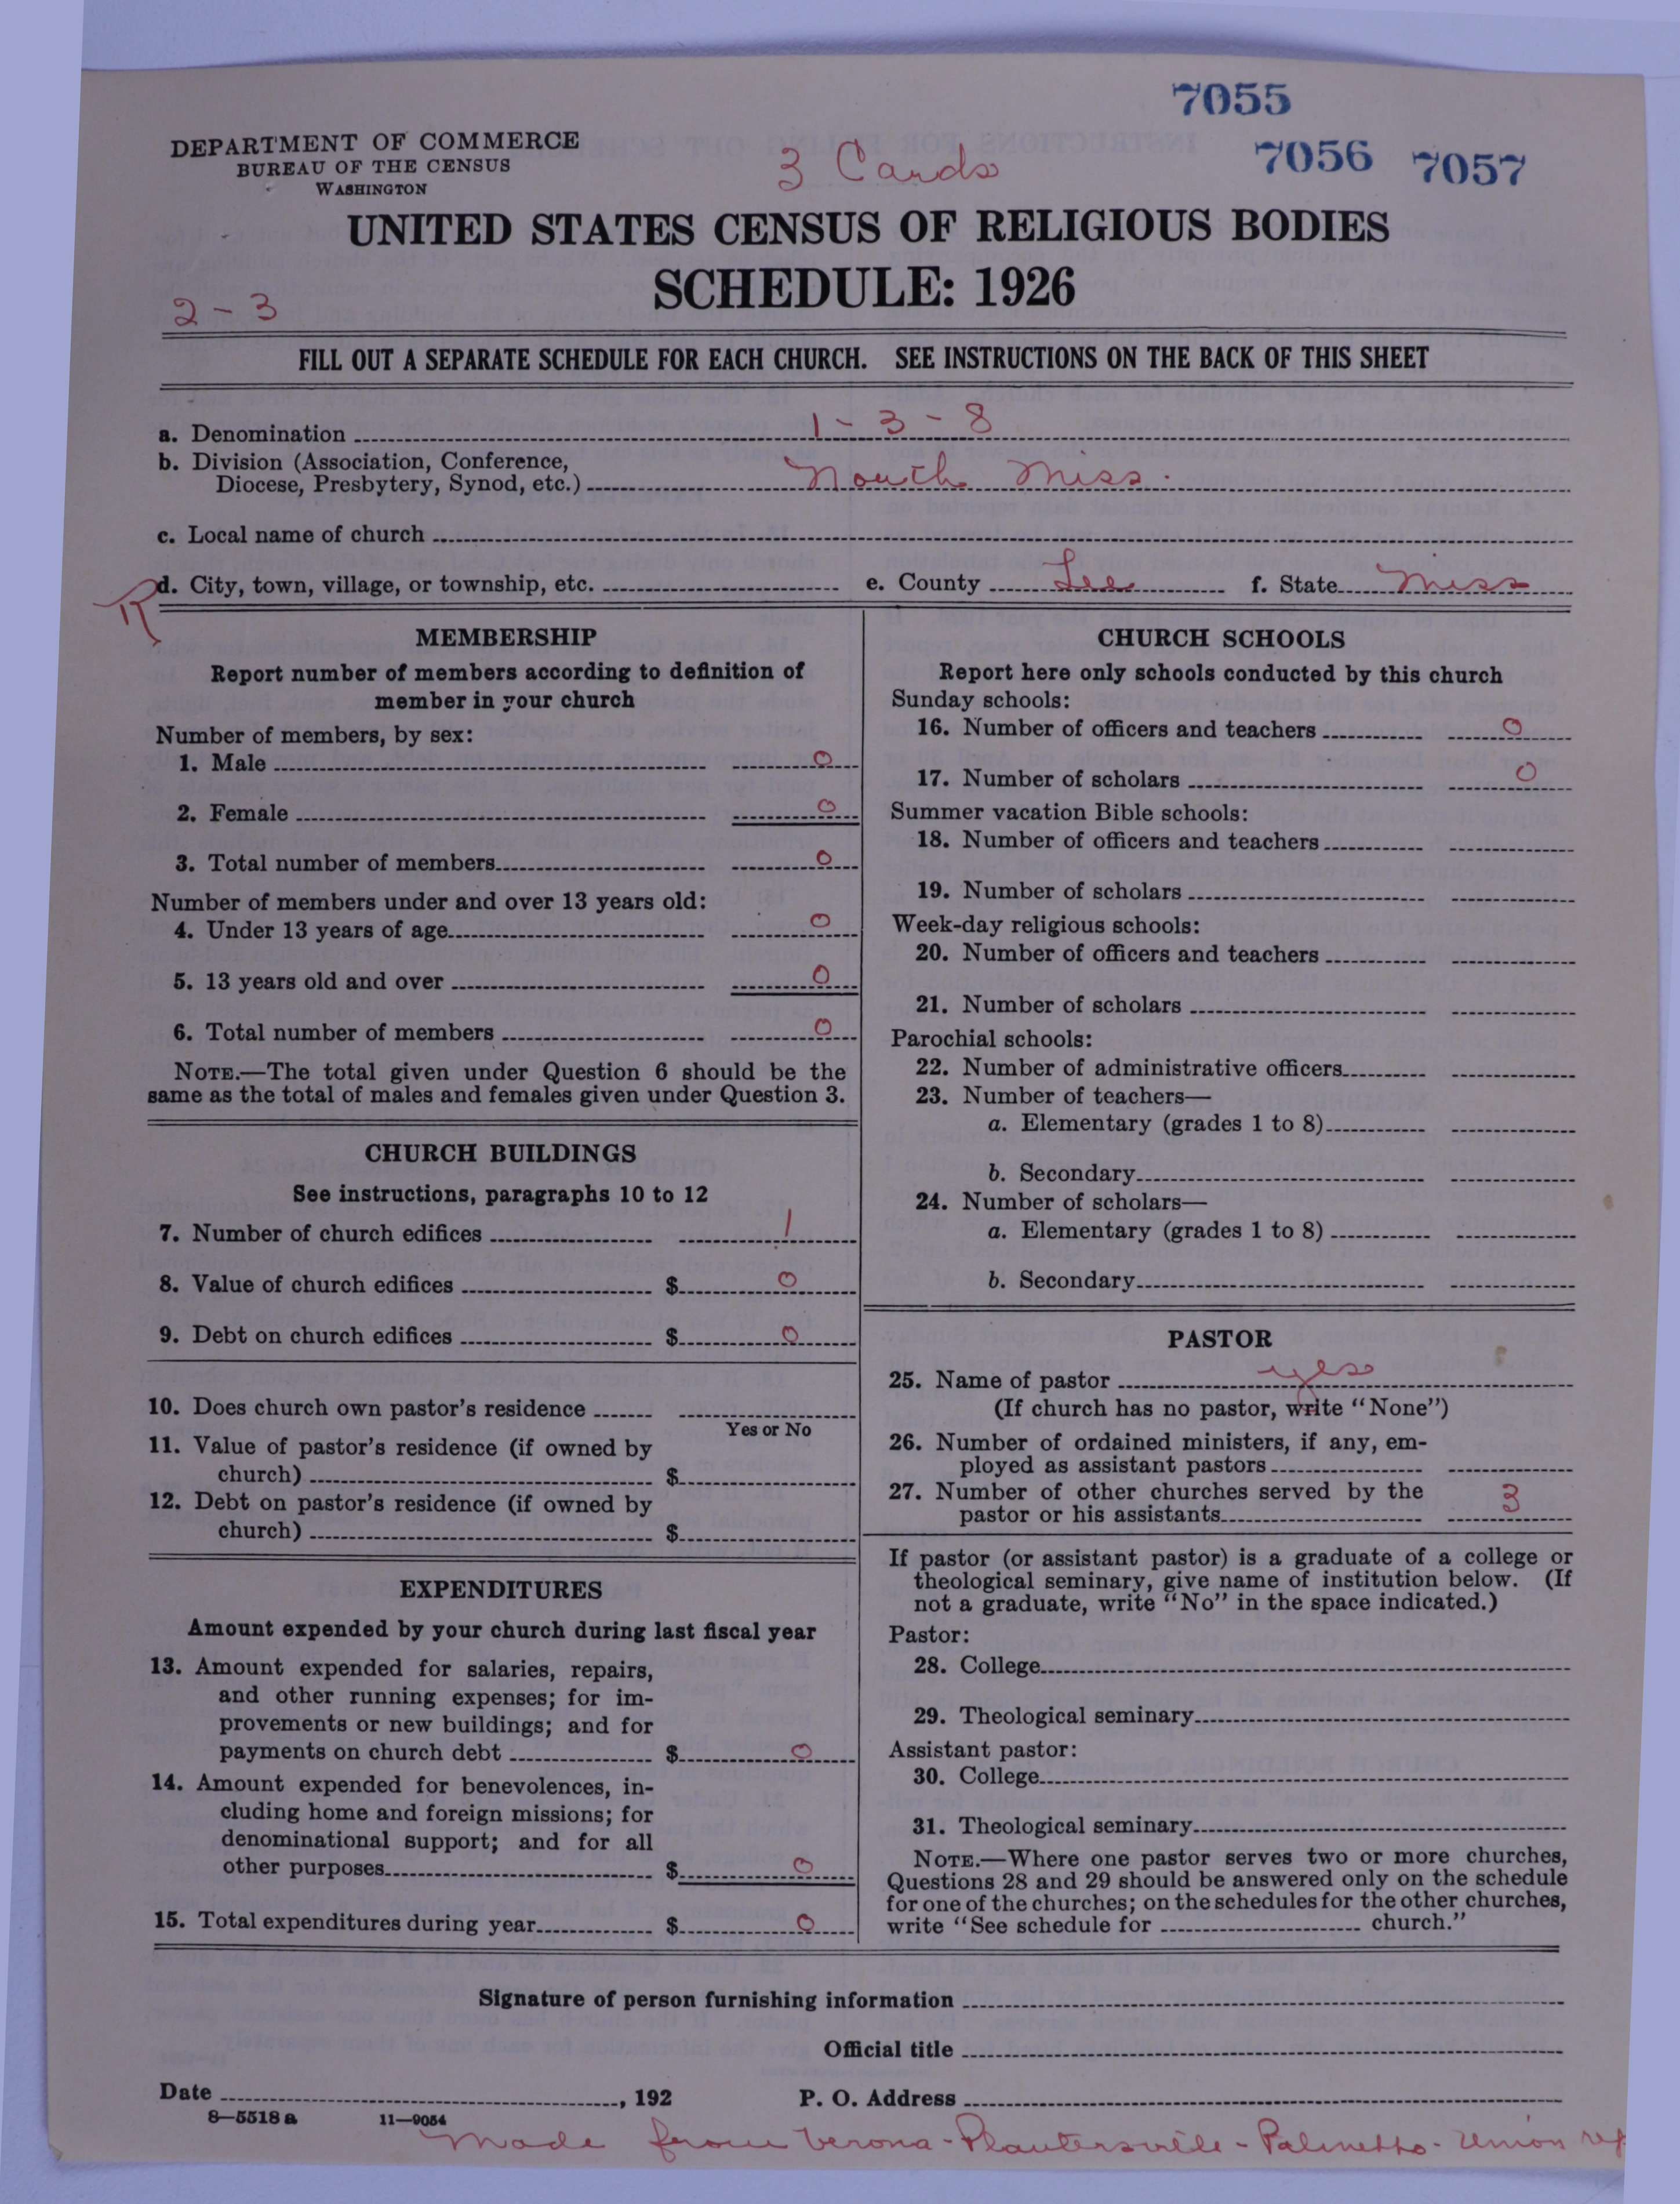 7055
7056 7057
DEPARTMENT OF COMMERCE
BUREAU OF THE CENSUS
WASHINGTON
3 Cards
UNITED STATES CENSUS OF RELIGIOUS BODIES
SCHEDULE: 1926
2 - 3
FILL OUT A SEPARATE SCHEDULE FOR EACH CHURCH. SEE INSTRUCTIONS ON THE BACK OF THIS SHEET
a. Denomination 1 - 3 - 8
b. Division (Association, Conference,
Diocese, Presbytery, Synod, etc.) North Miss.
c. Local name of church
R
d. City, town, village, or township, etc. e. County Lee f. State Miss
MEMBERSHIP
Report number of members according to definition of
member in your church
Number of members, by sex:
1. Male 0
2. Female 0
3. Total number of members 0
Number of members under and over 13 years old:
4. Under 13 years of age 0
5. 13 years old and over 0
6. Total number of members 0
NOTE.—The total given under Question 6 should be the
same as the total of males and females given under Question 3.
CHURCH BUILDINGS
See instructions, paragraphs 10 to 12
7. Number of church edifices 1
8. Value of church edifices $ 0
9. Debt on church edifices $ 0
10. Does church own pastor's residence
Yes or No
11. Value of pastor's residence (if owned by
church) $
12. Debt on pastor's residence (if owned by
church) $
EXPENDITURES
Amount expended by your church during last fiscal year
13. Amount expended for salaries, repairs,
and other running expenses; for im-
provements or new buildings; and for
payments on church debt $ 0
14. Amount expended for benevolences, in-
cluding home and foreign missions; for
denominational support; and for all
other purposes $ 0
15. Total expenditures during year $ 0
CHURCH SCHOOLS
Report here only schools conducted by this church
Sunday schools:
16. Number of officers and teachers 0
17. Number of scholars 0
Summer vacation Bible schools:
18. Number of officers and teachers
19. Number of scholars
Week-day religious schools:
20. Number of officers and teachers
21. Number of scholars
Parochial schools:
22. Number of administrative officers
23. Number of teachers—
a. Elementary (grades 1 to 8)
b. Secondary
24. Number of scholars—
a. Elementary (grades 1 to 8)
b. Secondary
PASTOR
25. Name of pastor yes
(If church has no pastor, write "None")
26. Number of ordained ministers, if any, em-
ployed as assistant pastors
27. Number of other churches served by the
pastor or his assistants 3
If pastor (or assistant pastor) is a graduate of a college or
theological seminary, give name of institution below. (If
not a graduate, write "No" in the space indicated.)
Pastor:
28. College
29. Theological seminary
Assistant pastor:
30. College
31. Theological seminary
NOTE.—Where one pastor serves two or more churches,
Questions 28 and 29 should be answered only on the schedule
for one of the churches; on the schedules for the other churches,
write "See schedule for church."
Signature of person furnishing information
Official title
Date , 192 P. O. Address
8—5518a 11—9054
Made from Verona - Plantersville - Palmetto - Union